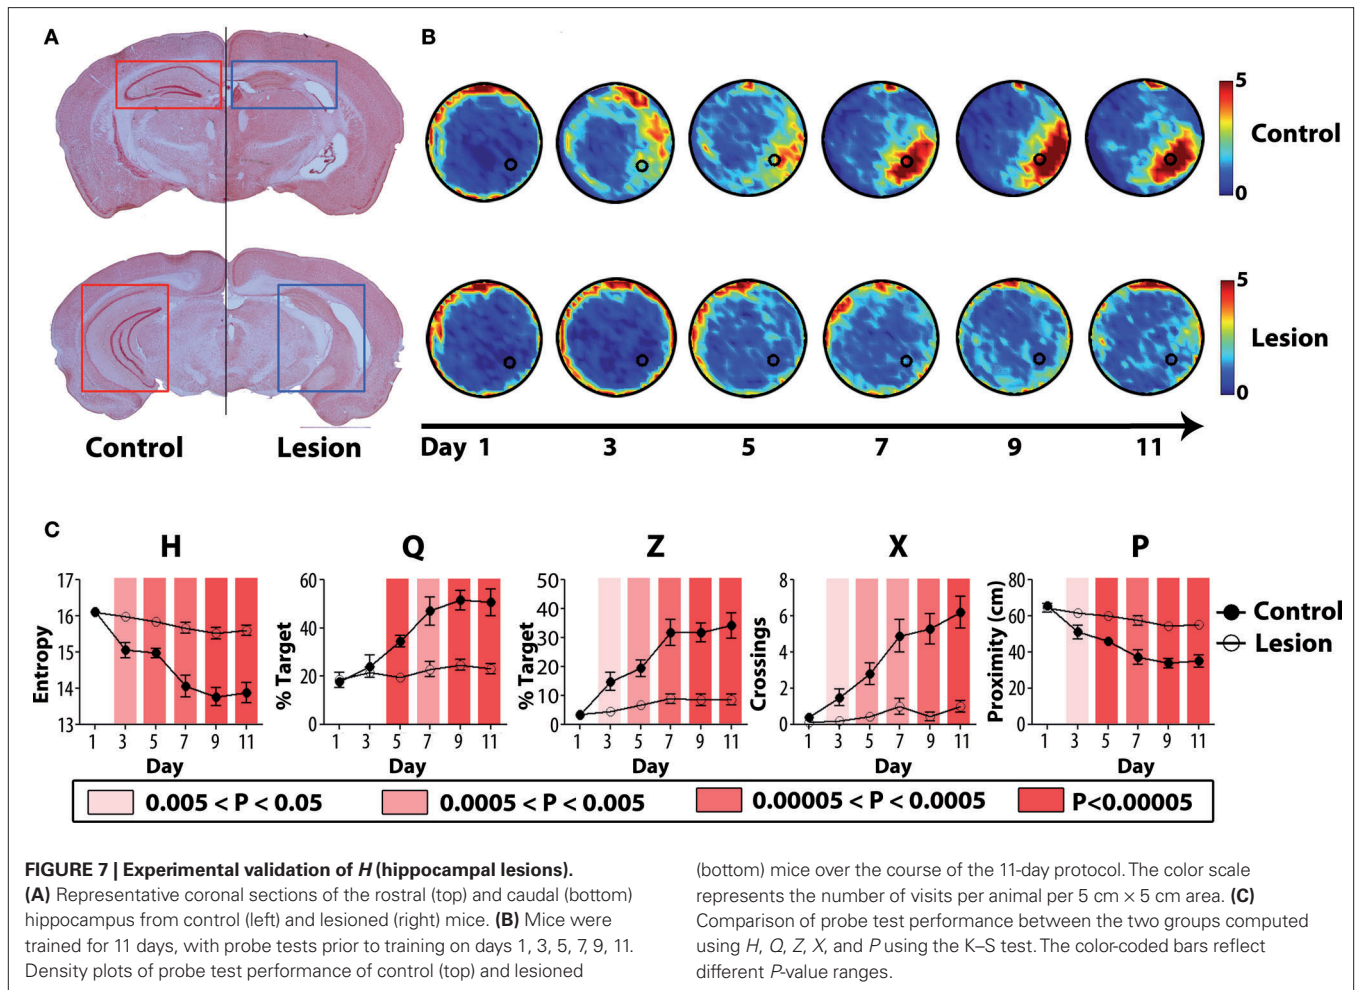 A
B
5
0
Control
5
0
Lesion
Control Lesion
Day 1 3 5 7 9 11
C
H
Entropy
17
16
15
14
13
1 3 5 7 9 11
Day
Q
% Target
60
40
20
0
1 3 5 7 9 11
Day
Z
% Target
50
40
30
20
10
0
1 3 5 7 9 11
Day
X
Crossings
8
6
4
2
0
1 3 5 7 9 11
Day
P
Proximity (cm)
80
60
40
20
0
1 3 5 7 9 11
Day
Control
Lesion
0.005 < P < 0.05
0.0005 < P < 0.005
0.00005 < P < 0.0005
P<0.00005
FIGURE 7 | Experimental validation of H (hippocampal lesions).
(A) Representative coronal sections of the rostral (top) and caudal (bottom)
hippocampus from control (left) and lesioned (right) mice. (B) Mice were
trained for 11 days, with probe tests prior to training on days 1, 3, 5, 7, 9, 11.
Density plots of probe test performance of control (top) and lesioned
(bottom) mice over the course of the 11-day protocol. The color scale
represents the number of visits per animal per 5 cm × 5 cm area. (C)
Comparison of probe test performance between the two groups computed
using H, Q, Z, X, and P using the K–S test. The color-coded bars reflect
different P-value ranges.